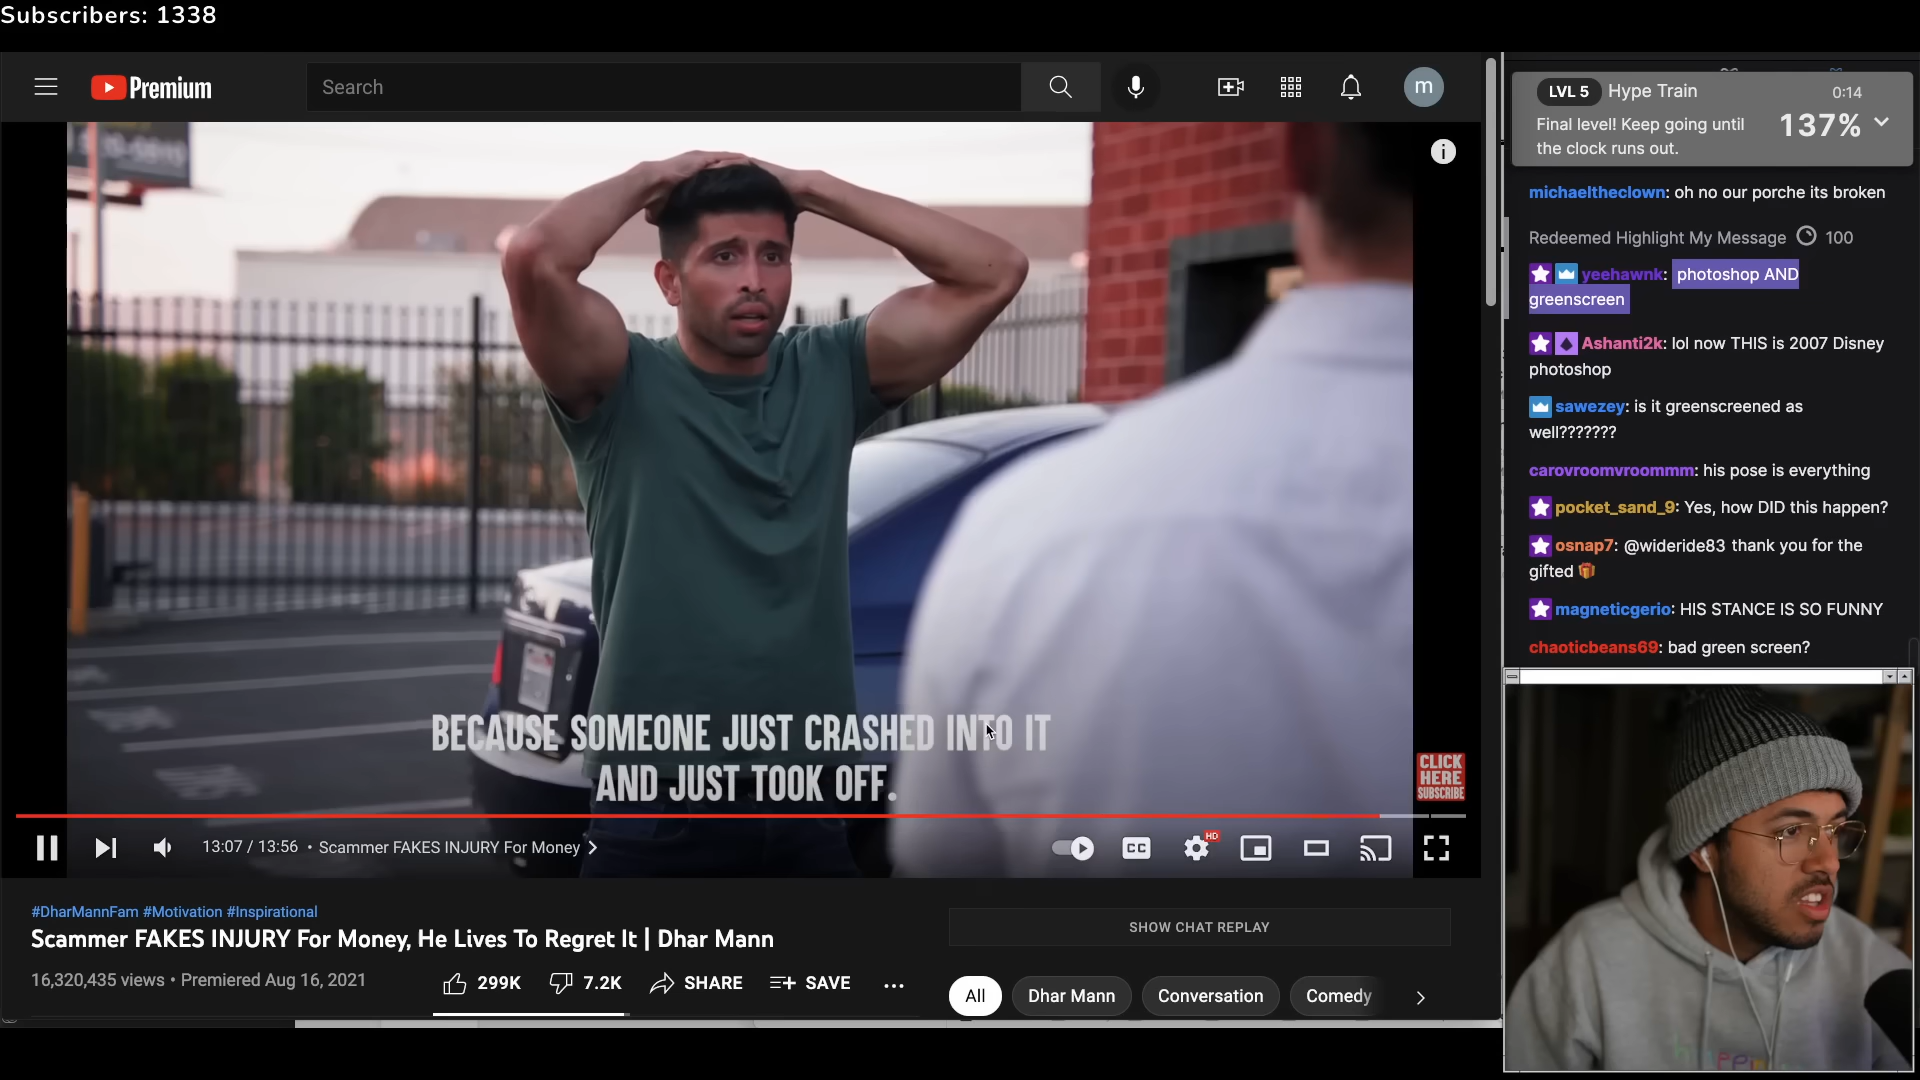 Subscribers: 1338
Premium
Search
m
LVL 5 Hype Train 0:14
Final level! Keep going until
the clock runs out.
137%
michaeltheclown: oh no our porche its broken
Redeemed Highlight My Message 100
yeehawnk: photoshop AND
greenscreen
Ashanti2k: lol now THIS is 2007 Disney
photoshop
sawezey: is it greenscreened as
well???????
carovroomvroommm: his pose is everything
pocket_sand_9: Yes, how DID this happen?
osnap7: @wideride83 thank you for the
gifted
magneticgerio: HIS STANCE IS SO FUNNY
chaoticbeans69: bad green screen?
BECAUSE SOMEONE JUST CRASHED INTO IT
AND JUST TOOK OFF.
CLICK
HERE
SUBSCRIBE
13:07 / 13:56 • Scammer FAKES INJURY For Money
CC
HD
#DharMannFam #Motivation #Inspirational
Scammer FAKES INJURY For Money, He Lives To Regret It | Dhar Mann
16,320,435 views • Premiered Aug 16, 2021
299K 7.2K SHARE SAVE ...
SHOW CHAT REPLAY
All Dhar Mann Conversation Comedy